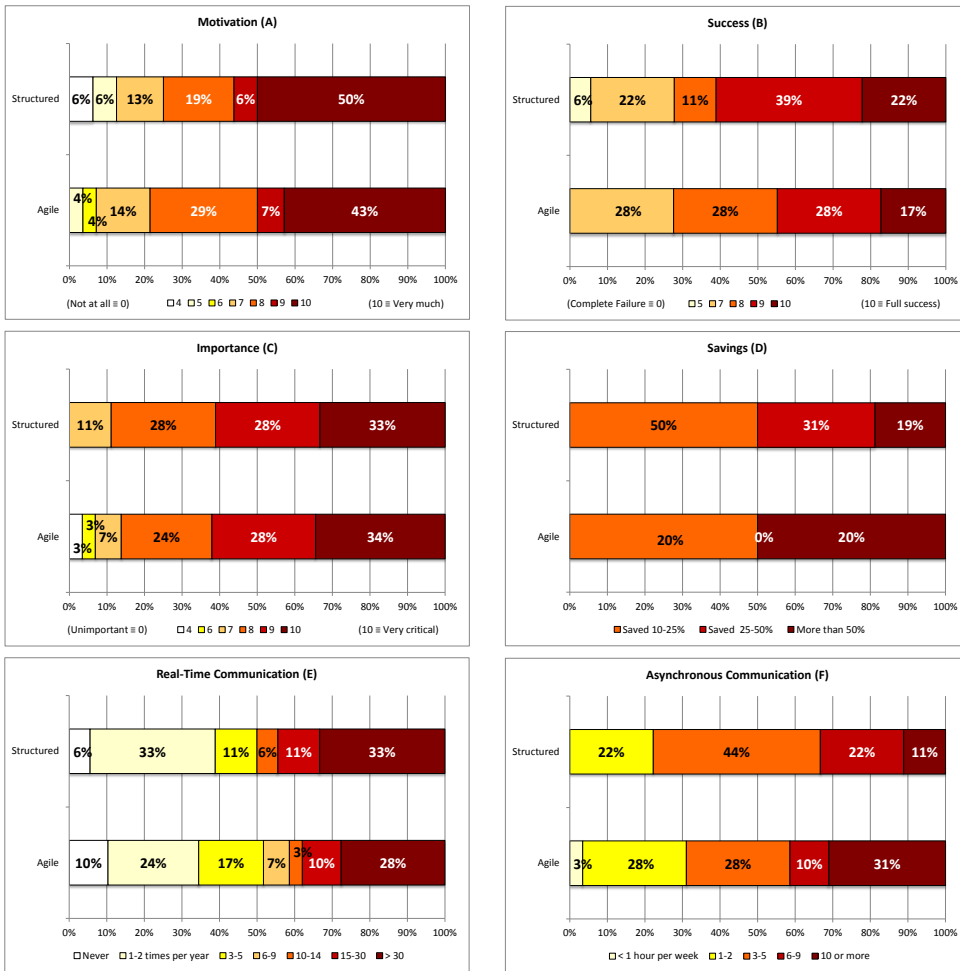 Motivation (A)
Structured
6% 6% 13% 19% 6% 50%
Agile
4% 4% 14% 29% 7% 43%
0% 10% 20% 30% 40% 50% 60% 70% 80% 90% 100%
(Not at all ≡ 0) 4 5 6 7 8 9 10 (10 ≡ Very much)
Success (B)
Structured
6% 22% 11% 39% 22%
Agile
28% 28% 28% 17%
0% 10% 20% 30% 40% 50% 60% 70% 80% 90% 100%
(Complete Failure ≡ 0) 5 7 8 9 10 (10 ≡ Full success)
Importance (C)
Structured
11% 28% 28% 33%
Agile
3% 3% 7% 24% 28% 34%
0% 10% 20% 30% 40% 50% 60% 70% 80% 90% 100%
(Unimportant ≡ 0) 4 6 7 8 9 10 (10 ≡ Very critical)
Savings (D)
Structured
50% 31% 19%
Agile
20% 0% 20%
0% 10% 20% 30% 40% 50% 60% 70% 80% 90% 100%
Saved 10-25% Saved 25-50% More than 50%
Real-Time Communication (E)
Structured
6% 33% 11% 6% 11% 33%
Agile
10% 24% 17% 7% 3% 10% 28%
0% 10% 20% 30% 40% 50% 60% 70% 80% 90% 100%
Never 1-2 times per year 3-5 6-9 10-14 15-30 > 30
Asynchronous Communication (F)
Structured
22% 44% 22% 11%
Agile
3% 28% 28% 10% 31%
0% 10% 20% 30% 40% 50% 60% 70% 80% 90% 100%
< 1 hour per week 1-2 3-5 6-9 10 or more